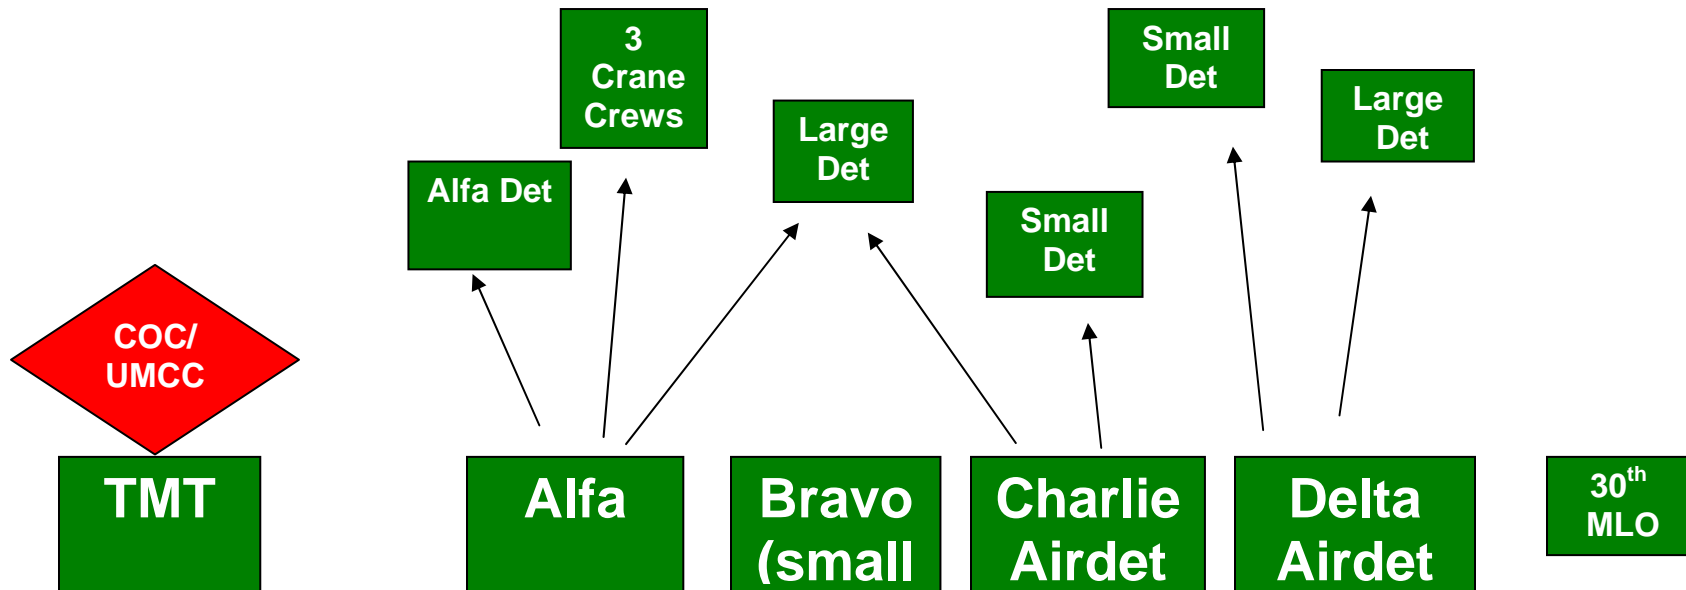 3
Crane
Crews
Small
Det
Large
Det
Large
Det
Alfa Det
Small
Det
COC/
UMCC
TMT
Alfa
Bravo
(small
Charlie
Airdet
Delta
Airdet
30th
MLO